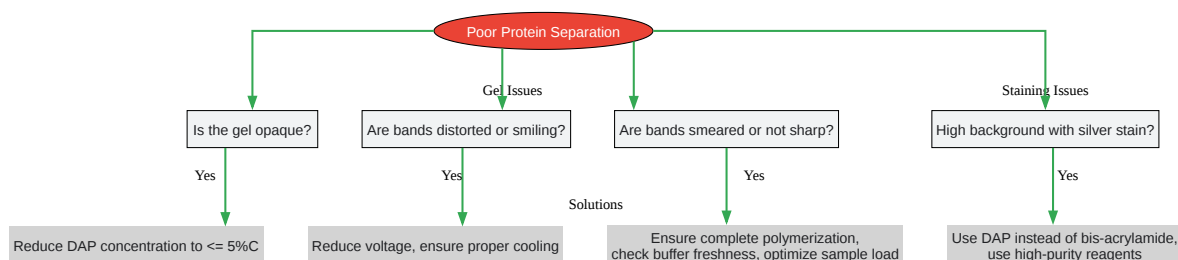 Poor Protein Separation
Gel Issues
Staining Issues
Is the gel opaque?
Are bands distorted or smiling?
Are bands smeared or not sharp?
High background with silver stain?
Yes
Yes
Yes
Yes
Solutions
Reduce DAP concentration to <= 5%C
Reduce voltage, ensure proper cooling
Ensure complete polymerization,
check buffer freshness, optimize sample load
Use DAP instead of bis-acrylamide,
use high-purity reagents